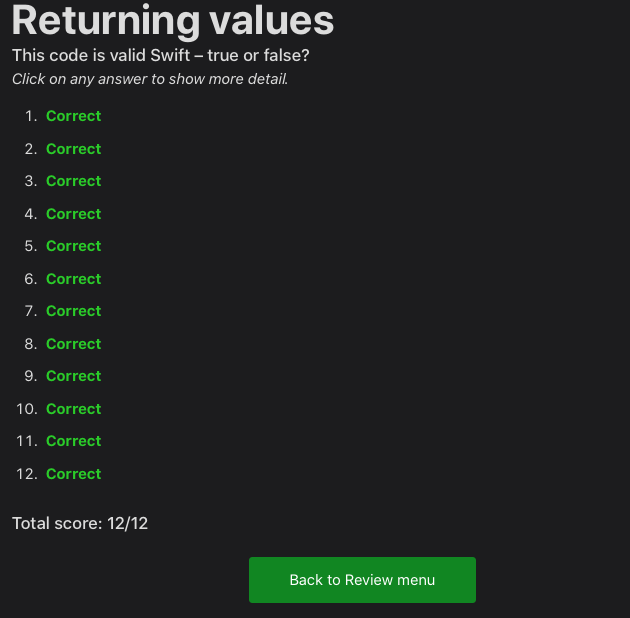 Returning values
This code is valid Swift – true or false?
Click on any answer to show more detail.
1. Correct
2. Correct
3. Correct
4. Correct
5. Correct
6. Correct
7. Correct
8. Correct
9. Correct
10. Correct
11. Correct
12. Correct
Total score: 12/12
Back to Review menu